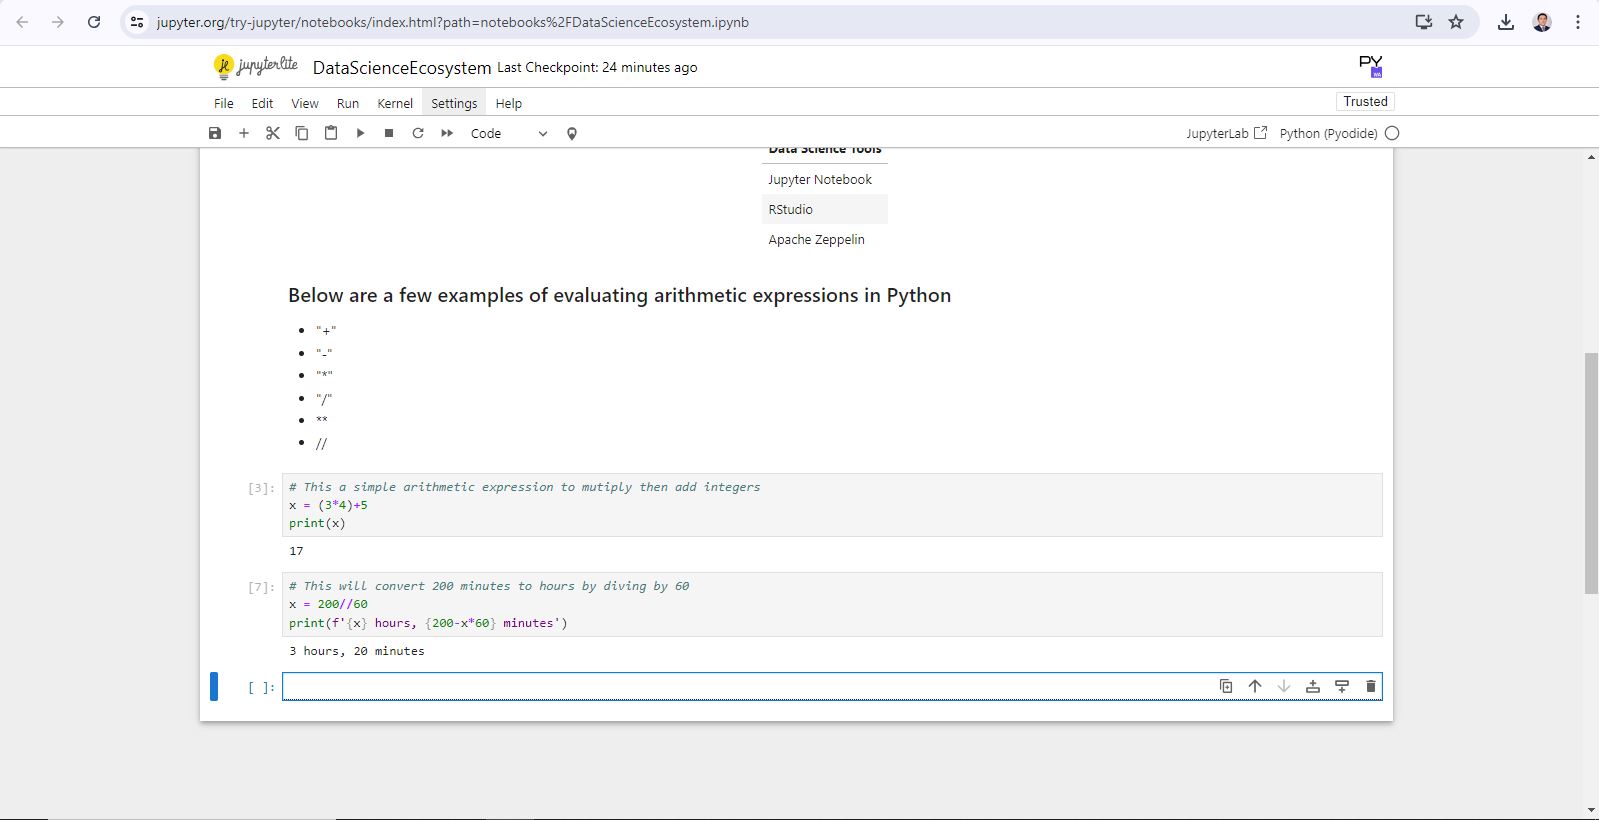 jupyter.org/try-jupyter/notebooks/index.html?path=notebooks%2FDataScienceEcosystem.ipynb
jupyterlite DataScienceEcosystem Last Checkpoint: 24 minutes ago PY WA
File Edit View Run Kernel Settings Help Trusted
Code JupyterLab Python (Pyodide)
Data Science Tools
Jupyter Notebook
RStudio
Apache Zeppelin
Below are a few examples of evaluating arithmetic expressions in Python
• "+"
• "-"
• "*"
• "/"
• **
• //
[3]: # This a simple arithmetic expression to mutiply then add integers
x = (3*4)+5
print(x)
17
[7]: # This will convert 200 minutes to hours by diving by 60
x = 200//60
print(f'{x} hours, {200-x*60} minutes')
3 hours, 20 minutes
[ ]: